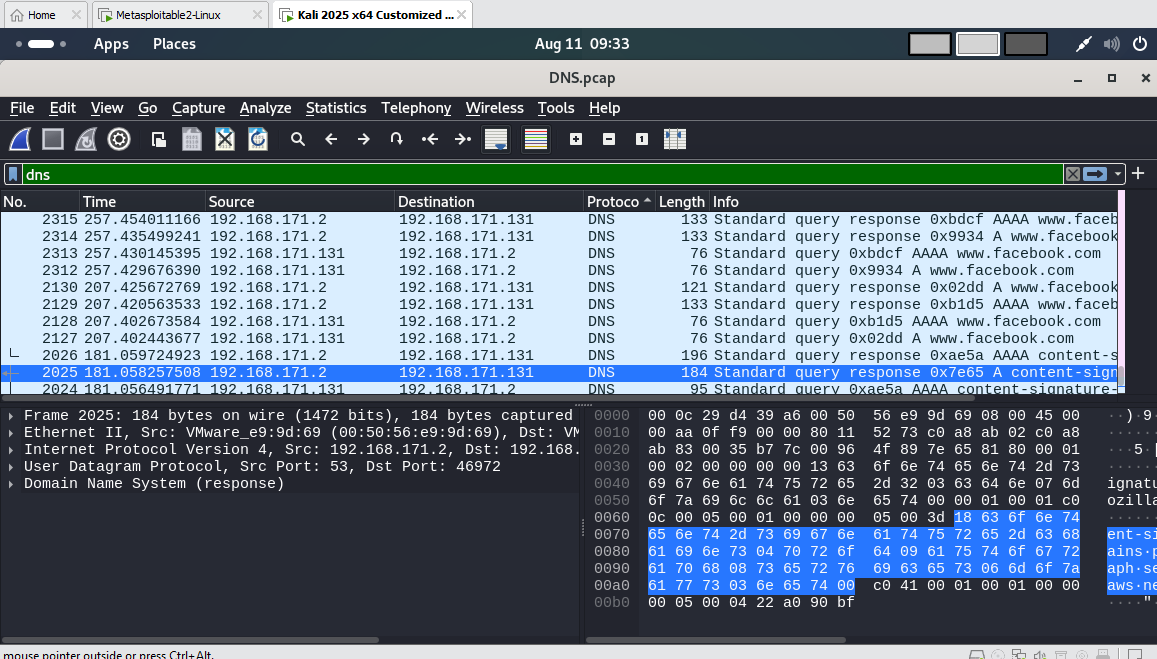 Home
Metasploitable2-Linux
Kali 2025 x64 Customized ...
Apps Places Aug 11 09:33
DNS.pcap
File Edit View Go Capture Analyze Statistics Telephony Wireless Tools Help
dns
No. Time Source Destination Protoco Length Info
2315 257.454011166 192.168.171.2 192.168.171.131 DNS 133 Standard query response 0xbdcf AAAA www.faceb
2314 257.435499241 192.168.171.2 192.168.171.131 DNS 133 Standard query response 0x9934 A www.facebook
2313 257.430145395 192.168.171.131 192.168.171.2 DNS 76 Standard query 0xbdcf AAAA www.facebook.com
2312 257.429676390 192.168.171.131 192.168.171.2 DNS 76 Standard query 0x9934 A www.facebook.com
2130 207.425672769 192.168.171.2 192.168.171.131 DNS 121 Standard query response 0x02dd A www.facebook
2129 207.420563533 192.168.171.2 192.168.171.131 DNS 133 Standard query response 0xb1d5 AAAA www.faceb
2128 207.402673584 192.168.171.131 192.168.171.2 DNS 76 Standard query 0xb1d5 AAAA www.facebook.com
2127 207.402443677 192.168.171.131 192.168.171.2 DNS 76 Standard query 0x02dd A www.facebook.com
2026 181.059724923 192.168.171.2 192.168.171.131 DNS 196 Standard query response 0xae5a AAAA content-s
2025 181.058257508 192.168.171.2 192.168.171.131 DNS 184 Standard query response 0x7e65 A content-sign
2024 181.056491771 192.168.171.131 192.168.171.2 DNS 95 Standard query 0xae5a AAAA content-signature-
Frame 2025: 184 bytes on wire (1472 bits), 184 bytes captured
Ethernet II, Src: VMware_e9:9d:69 (00:50:56:e9:9d:69), Dst: VM
Internet Protocol Version 4, Src: 192.168.171.2, Dst: 192.168.
User Datagram Protocol, Src Port: 53, Dst Port: 46972
Domain Name System (response)
0000 00 0c 29 d4 39 a6 00 50 56 e9 9d 69 08 00 45 00 ··)·9·
0010 00 aa 0f f9 00 00 80 11 52 73 c0 a8 ab 02 c0 a8 ······
0020 ab 83 00 35 b7 7c 00 96 4f 89 7e 65 81 80 00 01 ···5·|
0030 00 02 00 00 00 00 13 63 6f 6e 74 65 6e 74 2d 73 ······
0040 69 67 6e 61 74 75 72 65 2d 32 03 63 64 6e 07 6d ignatu
0050 6f 7a 69 6c 6c 61 03 6e 65 74 00 00 01 00 01 c0 ozilla
0060 0c 00 05 00 01 00 00 00 05 00 3d 18 63 6f 6e 74 ······
0070 65 6e 74 2d 73 69 67 6e 61 74 75 72 65 2d 63 68 ent-si
0080 61 69 6e 73 04 70 72 6f 64 09 61 75 74 6f 67 72 ains·p
0090 61 70 68 08 73 65 72 76 69 63 65 73 06 6d 6f 7a aph·se
00a0 61 77 73 03 6e 65 74 00 c0 41 00 01 00 01 00 00 aws·ne
00b0 00 05 00 04 22 a0 90 bf ····"·
mouse pointer outside or press Ctrl+Alt.